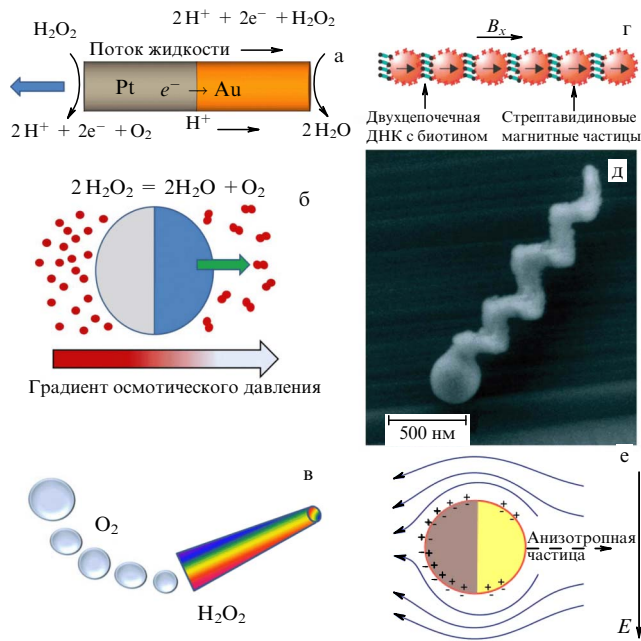 2 H⁺ + 2e⁻ + H₂O₂
H₂O₂
Поток жидкости
а
Pt
e⁻ → Au
2 H⁺ + 2e⁻ + O₂
H⁺
2 H₂O
б
2 H₂O₂ = 2H₂O + O₂
Градиент осмотического давления
в
O₂
H₂O₂
г
Bₓ
Двухцепочечная
ДНК с биотином
Стрептавидиновые
магнитные частицы
д
500 нм
е
+ + + + + + + + + + + + +
- - - - - - - - - - - -
Анизотропная
частица
E